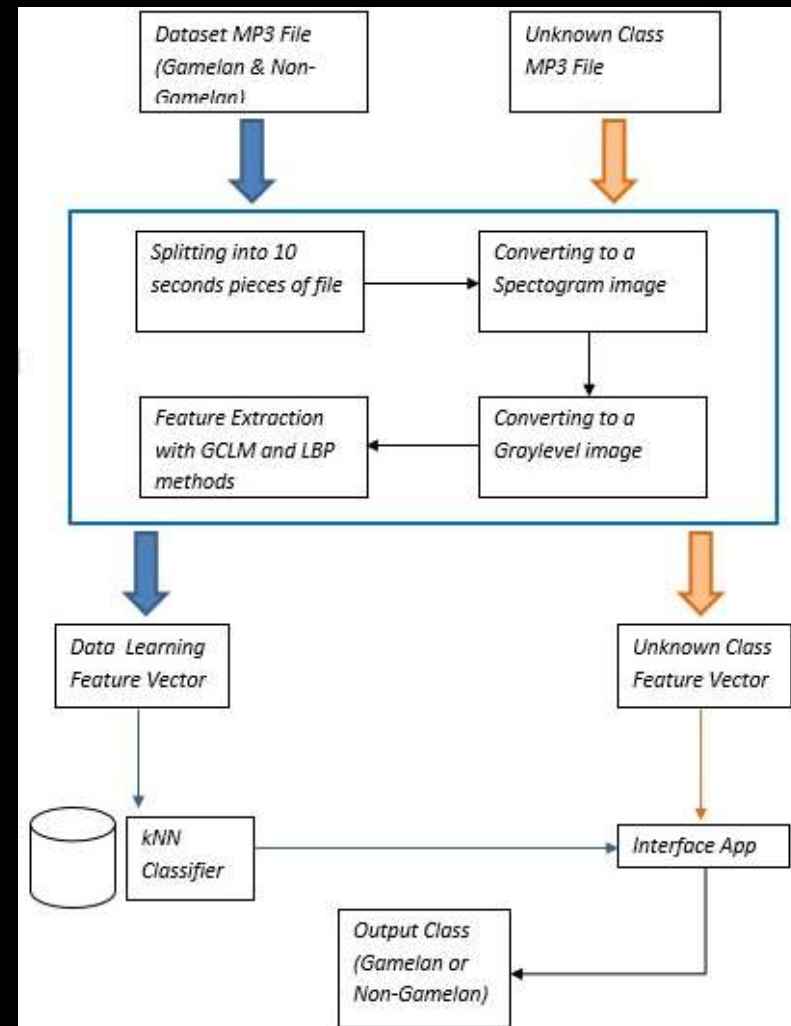 Dataset MP3 File
(Gamelan & Non-
Gamelan)
Unknown Class
MP3 File
Splitting into 10
seconds pieces of file
Converting to a
Spectogram image
Feature Extraction
with GCLM and LBP
methods
Converting to a
Graylevel image
Data Learning
Feature Vector
Unknown Class
Feature Vector
kNN
Classifier
Interface App
Output Class
(Gamelan or
Non-Gamelan)